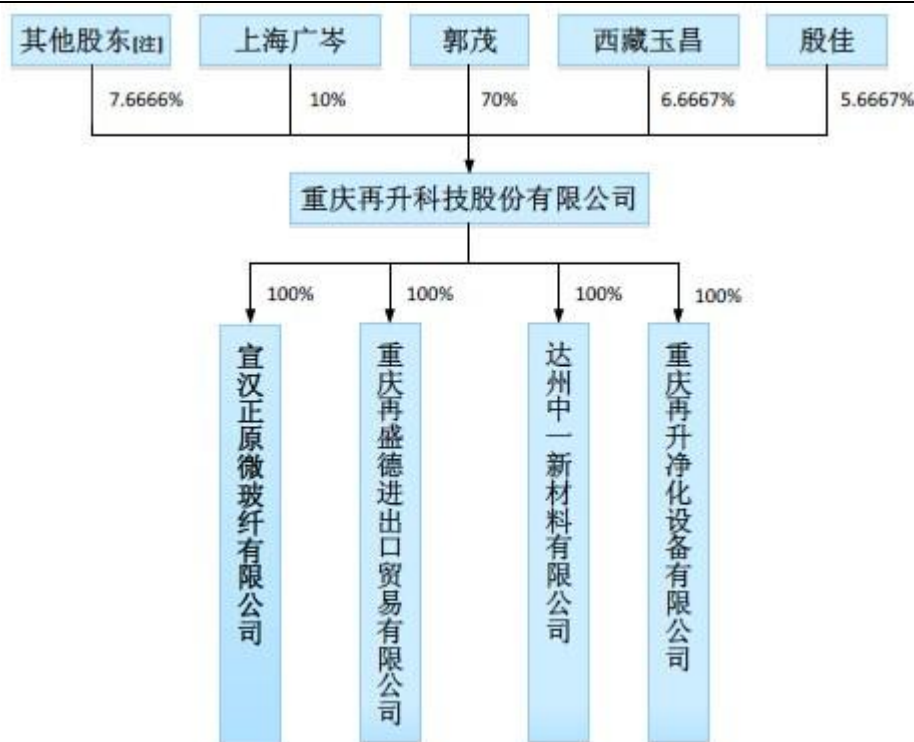 其他股东[注]
上海广岑
郭茂
西藏玉昌
殷佳
7.6666%
10%
70%
6.6667%
5.6667%
重庆再升科技股份有限公司
100%
100%
100%
100%
宣汉正原微玻纤有限公司
重庆再盛德进出口贸易有限公司
达州中一新材料有限公司
重庆再升净化设备有限公司